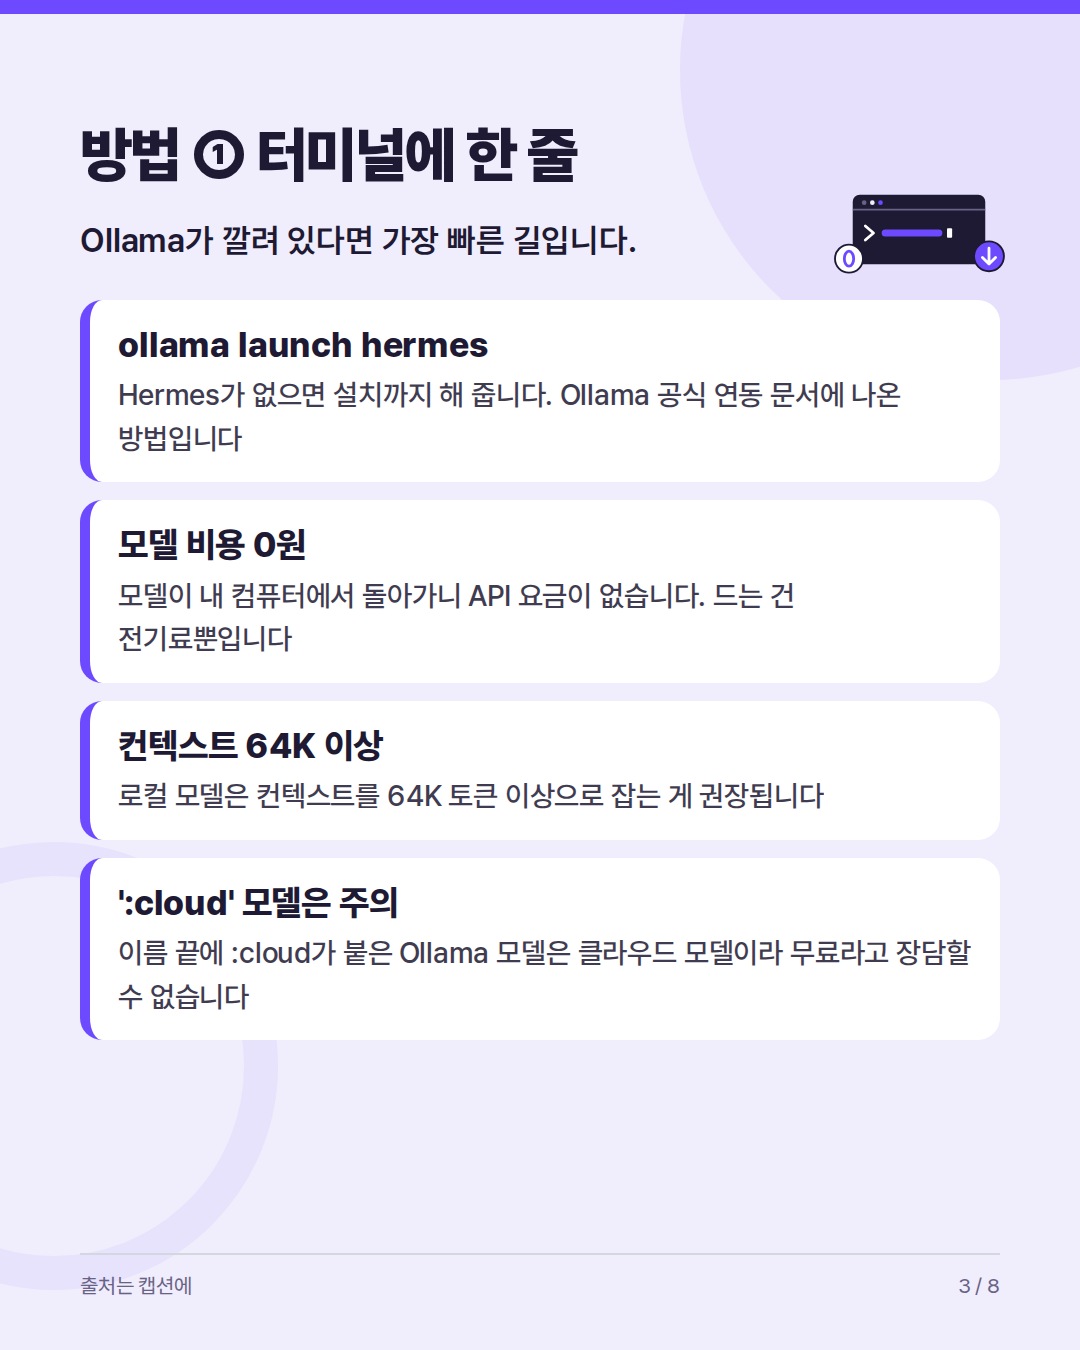 방법 ① 터미널에 한 줄
Ollama가 깔려 있다면 가장 빠른 길입니다.
0
ollama launch hermes
Hermes가 없으면 설치까지 해 줍니다. Ollama 공식 연동 문서에 나온
방법입니다
모델 비용 0원
모델이 내 컴퓨터에서 돌아가니 API 요금이 없습니다. 드는 건
전기료뿐입니다
컨텍스트 64K 이상
로컬 모델은 컨텍스트를 64K 토큰 이상으로 잡는 게 권장됩니다
':cloud' 모델은 주의
이름 끝에 :cloud가 붙은 Ollama 모델은 클라우드 모델이라 무료라고 장담할
수 없습니다
출처는 캡션에
3 / 8